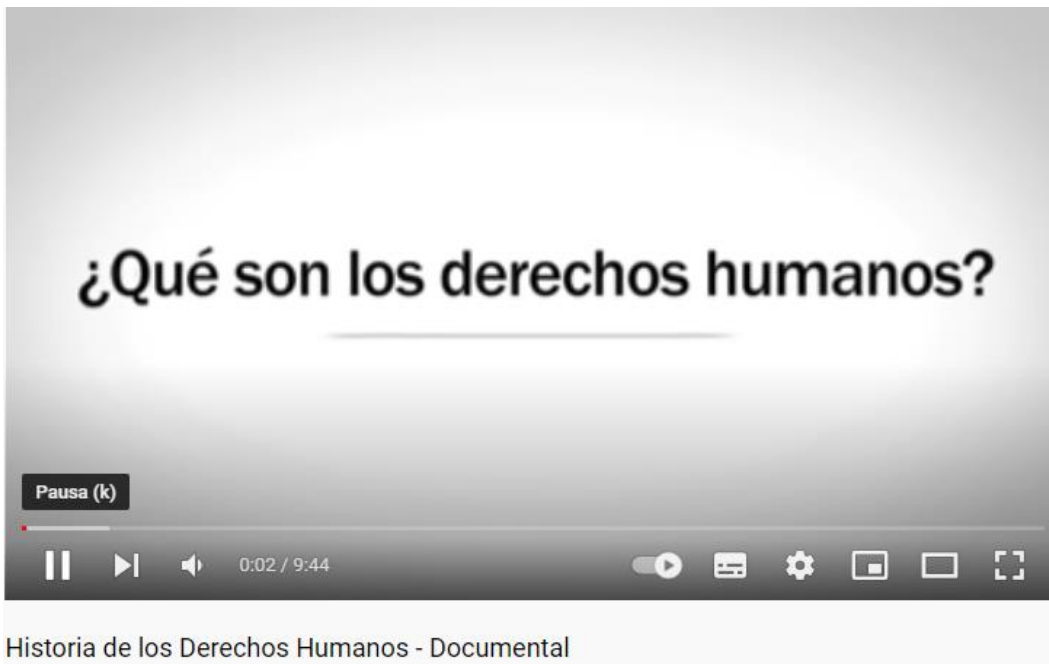 ¿Qué son los derechos humanos?
Pausa (k)
0:02 / 9:44
Historia de los Derechos Humanos - Documental